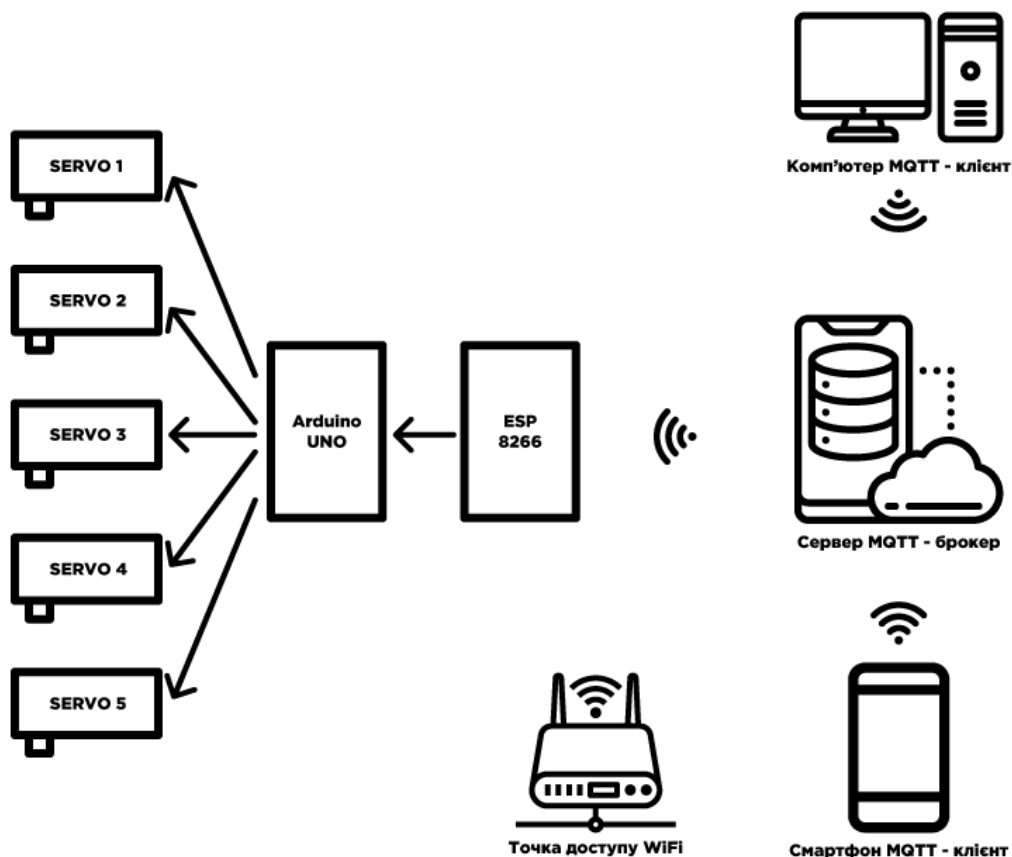 Комп’ютер MQTT - клієнт
SERVO 1
SERVO 2
SERVO 3
SERVO 4
SERVO 5
Arduino
UNO
ESP
8266
Сервер MQTT - брокер
Точка доступу WiFi
Смартфон MQTT - клієнт